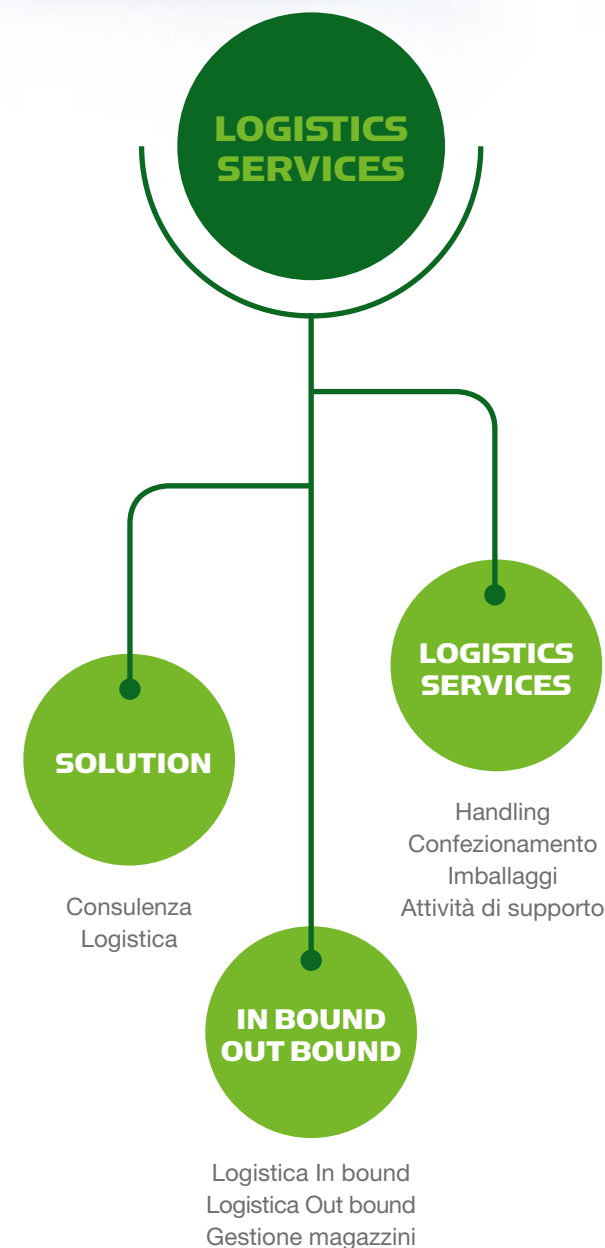 LOGISTICS
SERVICES
LOGISTICS
SERVICES
Handling
Confezionamento
Imballaggi
Attività di supporto
SOLUTION
Consulenza
Logistica
IN BOUND
OUT BOUND
Logistica In bound
Logistica Out bound
Gestione magazzini